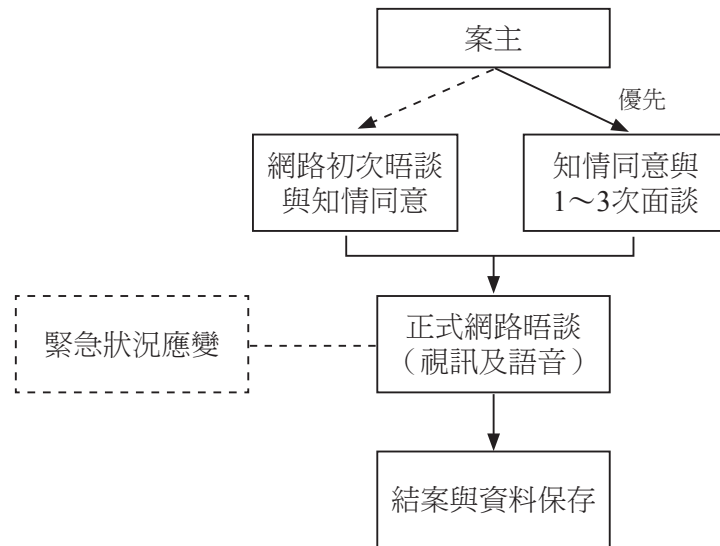 案主
優先
網路初次晤談
與知情同意
知情同意與
1～3次面談
緊急狀況應變
正式網路晤談
（視訊及語音）
結案與資料保存